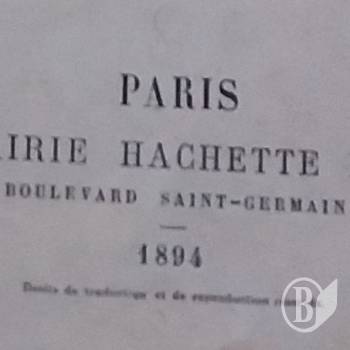 PARIS
IRIE HACHETTE
BOULEVARD SAINT-GERMAIN
1894
Droits de traduction et de reproduction
B